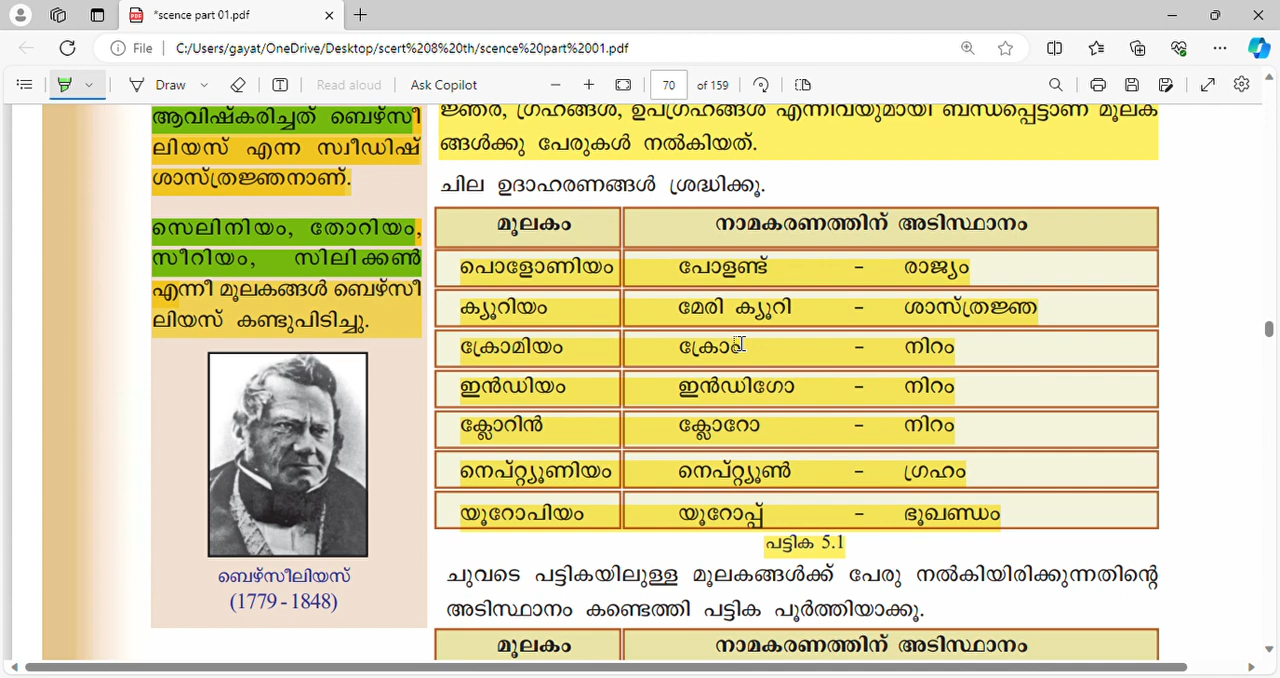 *scence part 01.pdf
File
C:/Users/gayat/OneDrive/Desktop/scert%208%20th/scence%20part%2001.pdf
Draw
Read aloud
Ask Copilot
70 of 159
ആവിഷ്കരിച്ചത് ബെഴ്സീ
ലിയസ് എന്ന സ്വീഡിഷ്
ശാസ്ത്രജ്ഞനാണ്.
സെലിനിയം, തോറിയം,
സീറിയം, സിലിക്കൺ
എന്നീ മൂലകങ്ങൾ ബെഴ്സീ
ലിയസ് കണ്ടുപിടിച്ചു.
ബെഴ്സീലിയസ്
(1779 - 1848)
ജ്ഞർ, ഗ്രഹങ്ങൾ, ഉപഗ്രഹങ്ങൾ എന്നിവയുമായി ബന്ധപ്പെട്ടാണ് മൂലക
ങ്ങൾക്കു പേരുകൾ നൽകിയത്.
ചില ഉദാഹരണങ്ങൾ ശ്രദ്ധിക്കൂ.
മൂലകം നാമകരണത്തിന് അടിസ്ഥാനം
പൊളോണിയം പോളണ്ട് - രാജ്യം
ക്യൂറിയം മേരി ക്യൂറി - ശാസ്ത്രജ്ഞ
ക്രോമിയം - നിറം
ഇൻഡിയം ഇൻഡിഗോ - നിറം
ക്ലോറിൻ ക്ലോറോ - നിറം
നെപ്റ്റ്യൂണിയം നെപ്റ്റ്യൂൺ - ഗ്രഹം
യൂറോപിയം യൂറോപ്പ് - ഭൂഖണ്ഡം
പട്ടിക 5.1
ചുവടെ പട്ടികയിലുള്ള മൂലകങ്ങൾക്ക് പേരു നൽകിയിരിക്കുന്നതിന്റെ
അടിസ്ഥാനം കണ്ടെത്തി പട്ടിക പൂർത്തിയാക്കൂ.
മൂലകം നാമകരണത്തിന് അടിസ്ഥാനം